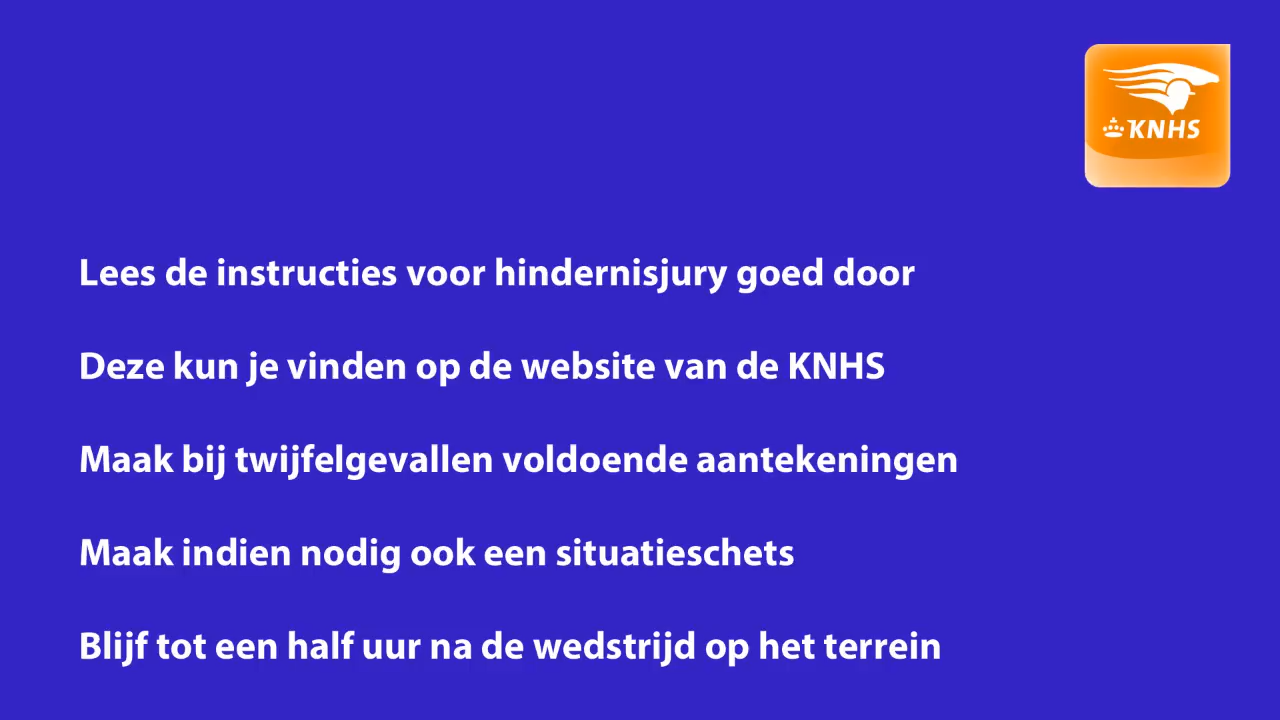 KNHS
Lees de instructies voor hindernisjury goed door
Deze kun je vinden op de website van de KNHS
Maak bij twijfelgevallen voldoende aantekeningen
Maak indien nodig ook een situatieschets
Blijf tot een half uur na de wedstrijd op het terrein